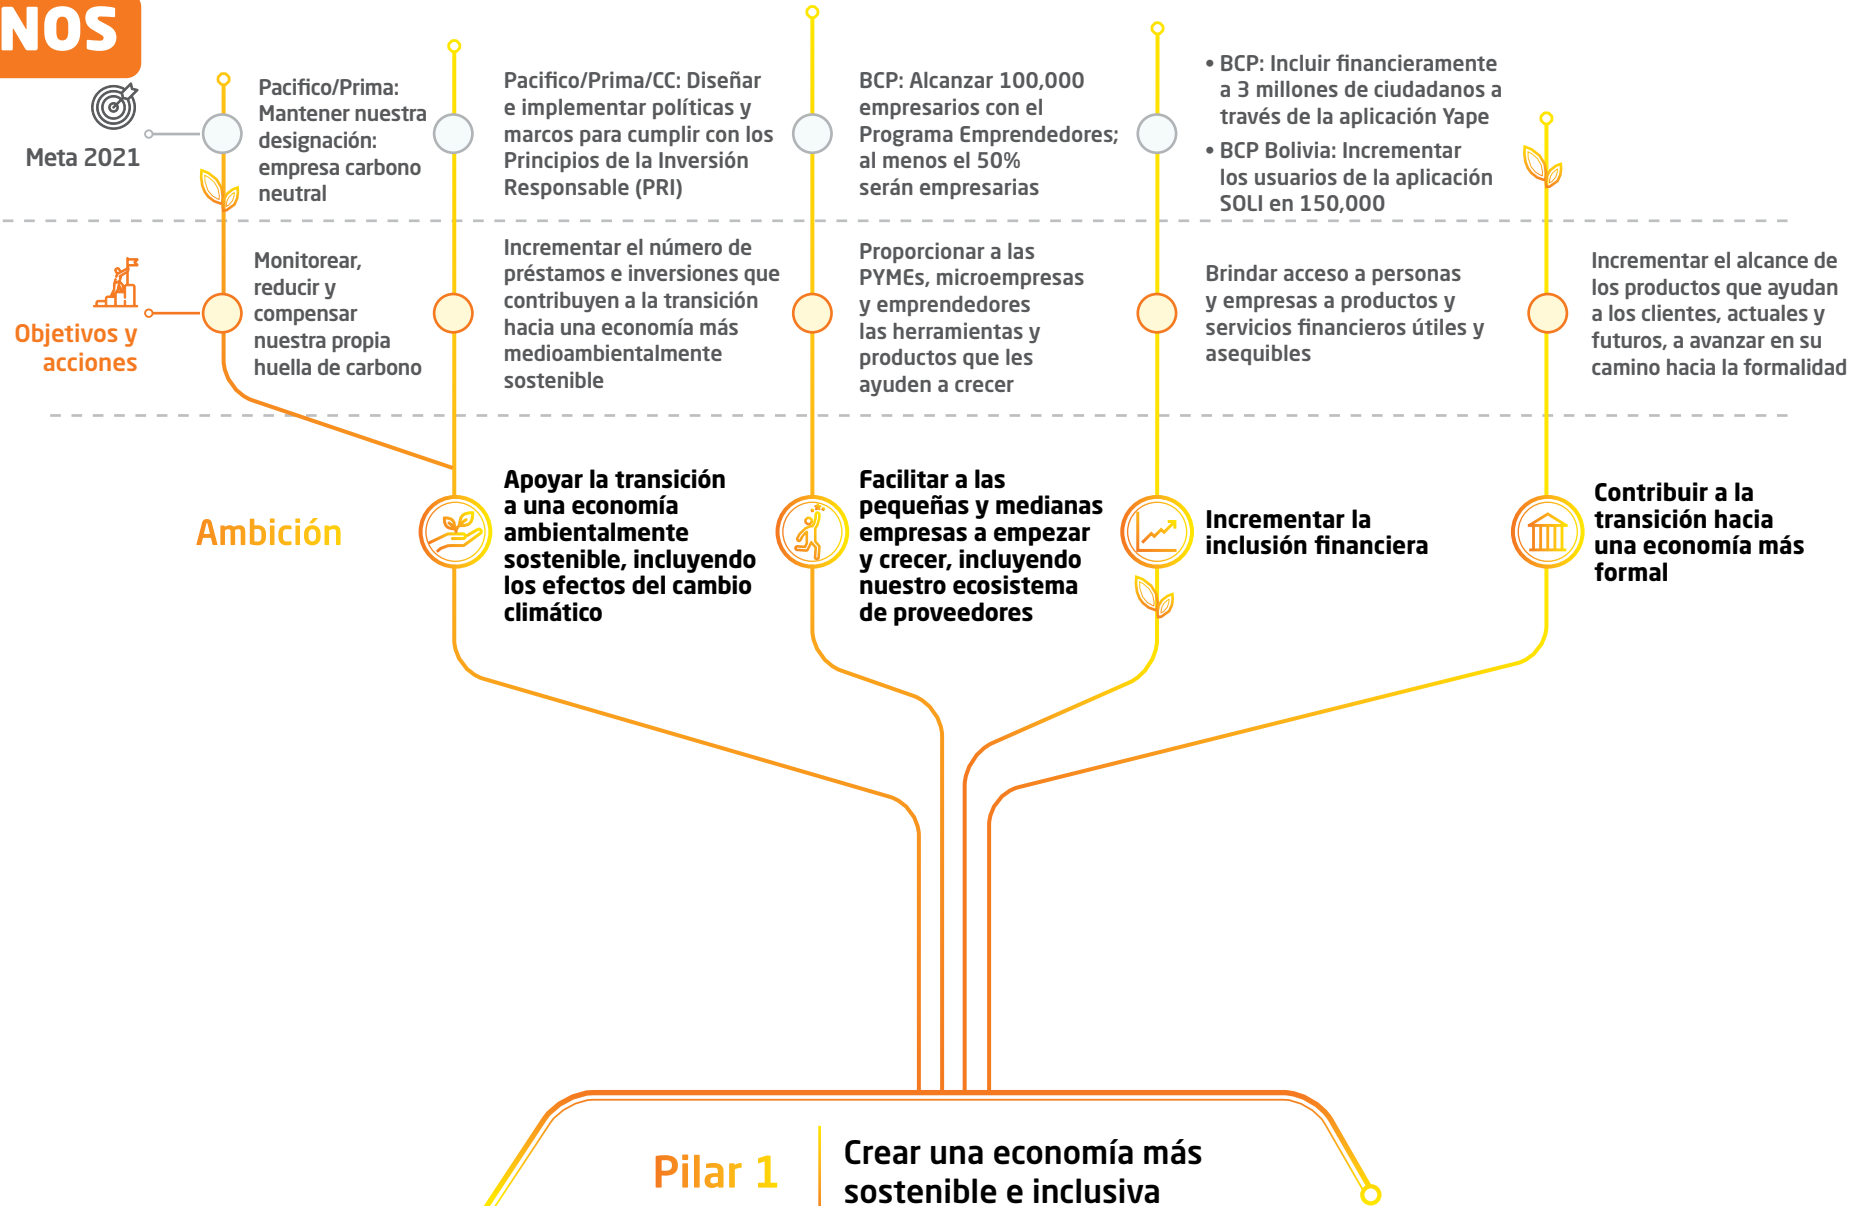 NOS
Meta 2021
Pacifico/Prima:
Mantener nuestra
designación:
empresa carbono
neutral
Pacifico/Prima/CC: Diseñar
e implementar políticas y
marcos para cumplir con los
Principios de la Inversión
Responsable (PRI)
BCP: Alcanzar 100,000
empresarios con el
Programa Emprendedores;
al menos el 50%
serán empresarias
• BCP: Incluir financieramente
a 3 millones de ciudadanos a
través de la aplicación Yape
• BCP Bolivia: Incrementar
los usuarios de la aplicación
SOLI en 150,000
Objetivos y
acciones
Monitorear,
reducir y
compensar
nuestra propia
huella de carbono
Incrementar el número de
préstamos e inversiones que
contribuyen a la transición
hacia una economía más
medioambientalmente
sostenible
Proporcionar a las
PYMEs, microempresas
y emprendedores
las herramientas y
productos que les
ayuden a crecer
Brindar acceso a personas
y empresas a productos y
servicios financieros útiles y
asequibles
Incrementar el alcance de
los productos que ayudan
a los clientes, actuales y
futuros, a avanzar en su
camino hacia la formalidad
Ambición
Apoyar la transición
a una economía
ambientalmente
sostenible, incluyendo
los efectos del cambio
climático
Facilitar a las
pequeñas y medianas
empresas a empezar
y crecer, incluyendo
nuestro ecosistema
de proveedores
Incrementar la
inclusión financiera
Contribuir a la
transición hacia
una economía más
formal
Pilar 1
Crear una economía más
sostenible e inclusiva